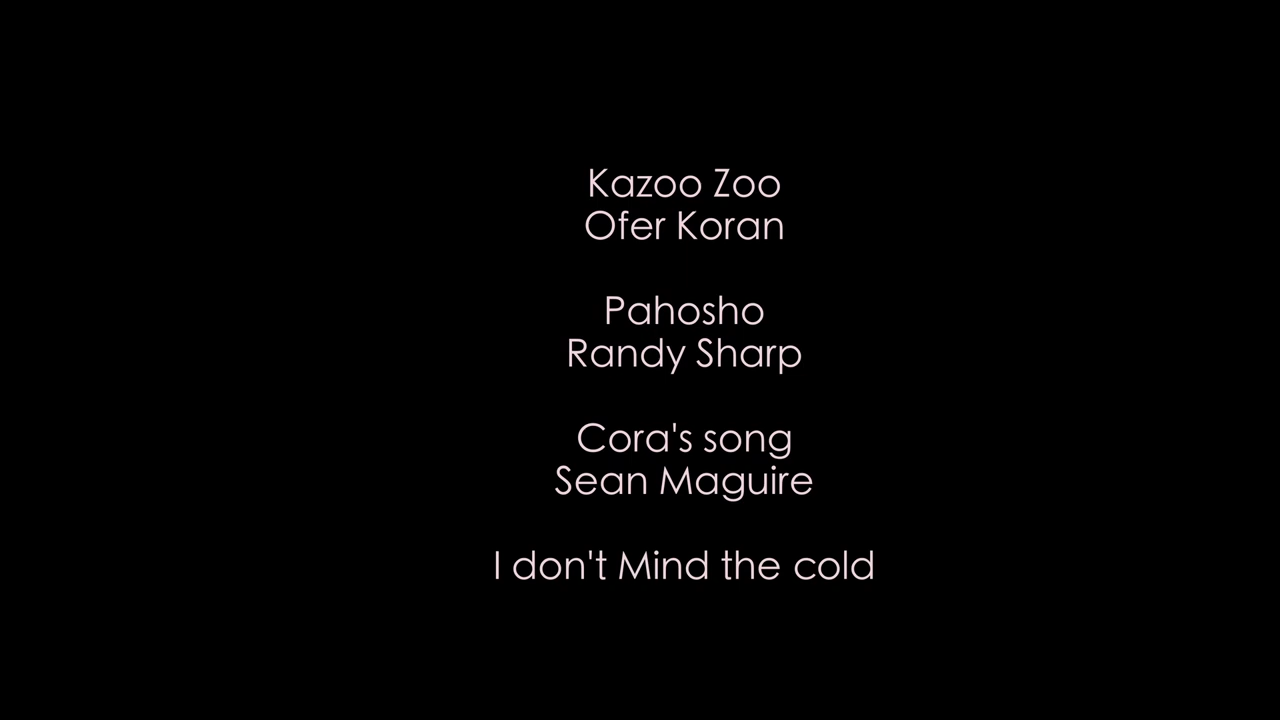 Kazoo Zoo
Ofer Koran
Pahosho
Randy Sharp
Cora's song
Sean Maguire
I don't Mind the cold